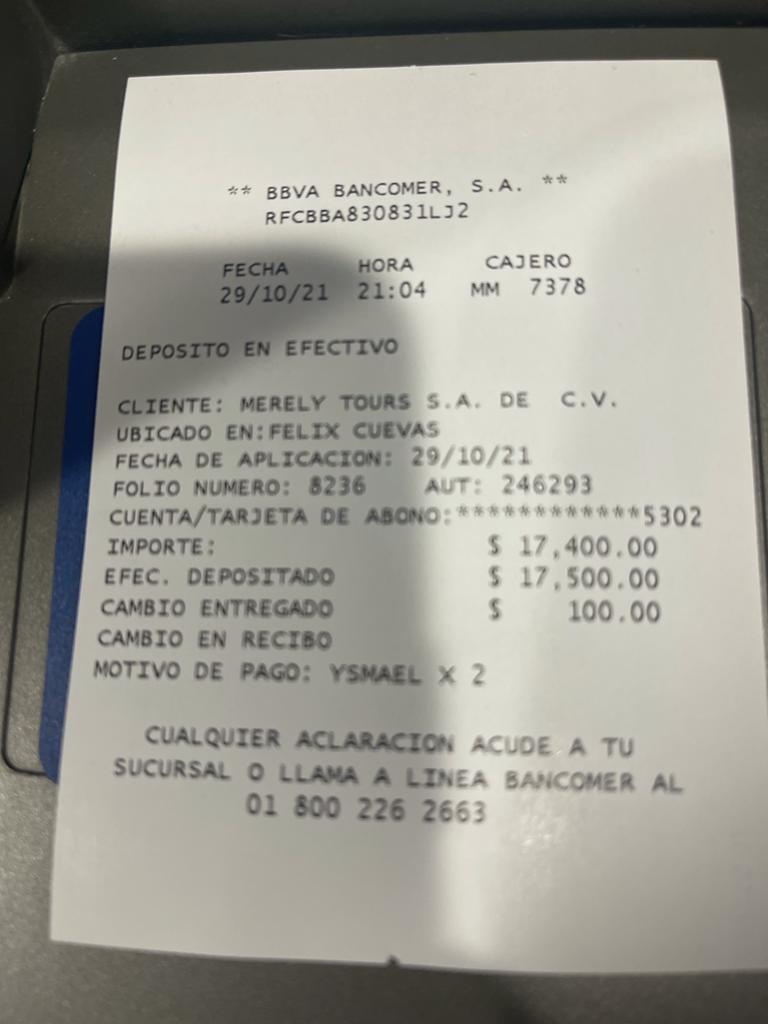 ** BBVA BANCOMER, S.A. **
RFCBBA830831LJ2
FECHA HORA CAJERO
29/10/21 21:04 MM 7378
DEPOSITO EN EFECTIVO
CLIENTE: MERELY TOURS S.A. DE C.V.
UBICADO EN:FELIX CUEVAS
FECHA DE APLICACION: 29/10/21
FOLIO NUMERO: 8236 AUT: 246293
CUENTA/TARJETA DE ABONO:************5302
IMPORTE: $ 17,400.00
EFEC. DEPOSITADO $ 17,500.00
CAMBIO ENTREGADO $ 100.00
CAMBIO EN RECIBO
MOTIVO DE PAGO: YSMAEL X 2
CUALQUIER ACLARACION ACUDE A TU
SUCURSAL O LLAMA A LINEA BANCOMER AL
01 800 226 2663